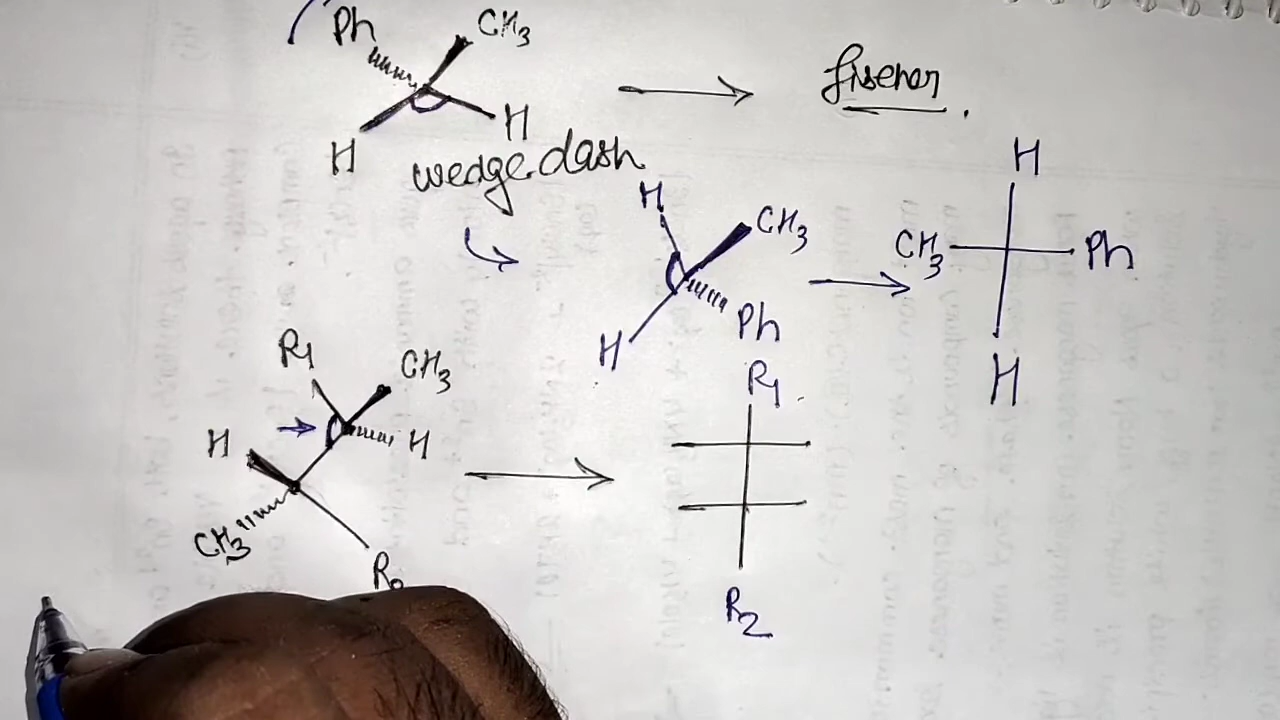 Ph CH3
H H
fischer.
wedge-dash
H CH3
H Ph
H
CH3 Ph
H
R1 CH3
H H
CH3
R1
R2